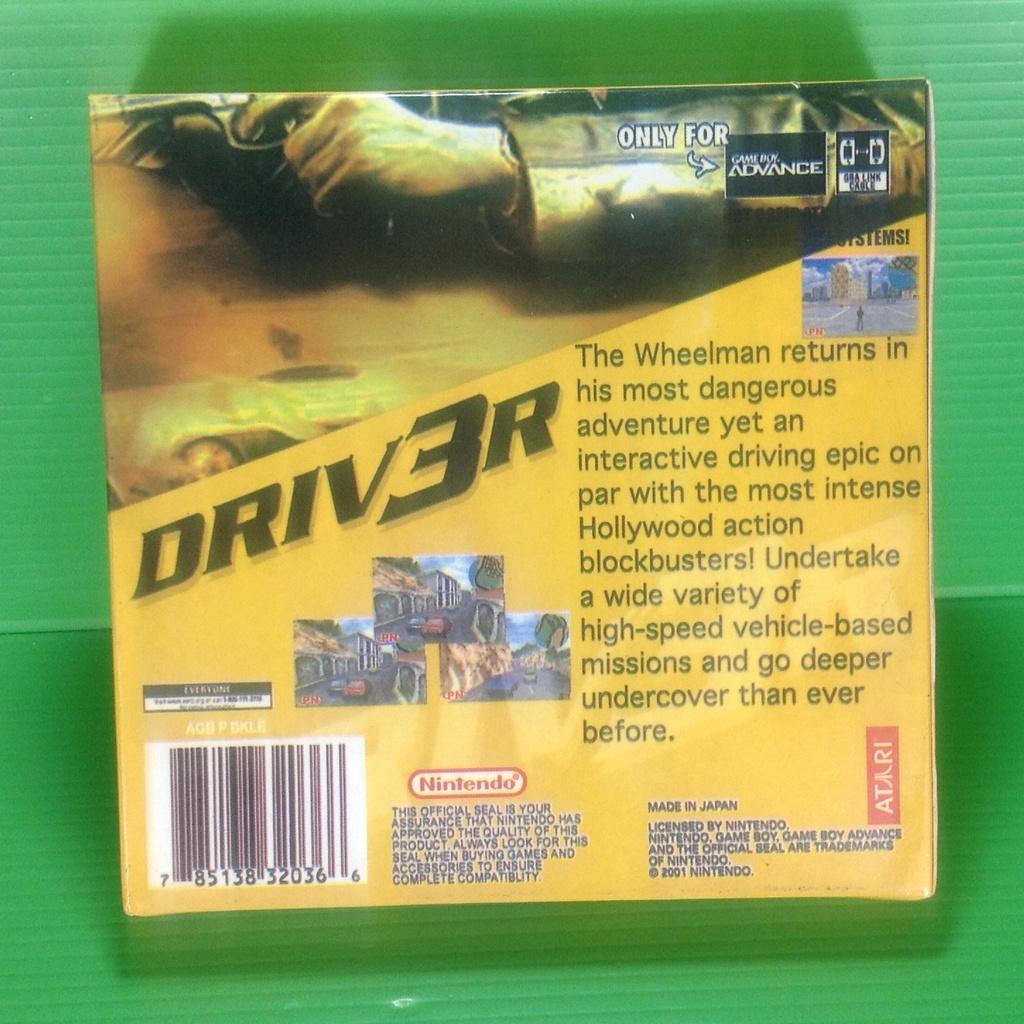 ONLY FOR
GAME BOY
ADVANCE
GBA LINK
CABLE
SYSTEMS!
The Wheelman returns in
his most dangerous
adventure yet an
interactive driving epic on
par with the most intense
Hollywood action
blockbusters! Undertake
a wide variety of
high-speed vehicle-based
missions and go deeper
undercover than ever
before.
DRIV3R
PN
PN
PN
PN
EVERYONE
AGB P BKLE
7 85138 32036 6
Nintendo®
THIS OFFICIAL SEAL IS YOUR
ASSURANCE THAT NINTENDO HAS
APPROVED THE QUALITY OF THIS
PRODUCT. ALWAYS LOOK FOR THIS
SEAL WHEN BUYING GAMES AND
ACCESSORIES TO ENSURE
COMPLETE COMPATIBLITY.
MADE IN JAPAN
LICENSED BY NINTENDO.
NINTENDO, GAME BOY, GAME BOY ADVANCE
AND THE OFFICIAL SEAL ARE TRADEMARKS
OF NINTENDO.
© 2001 NINTENDO.
ATARI